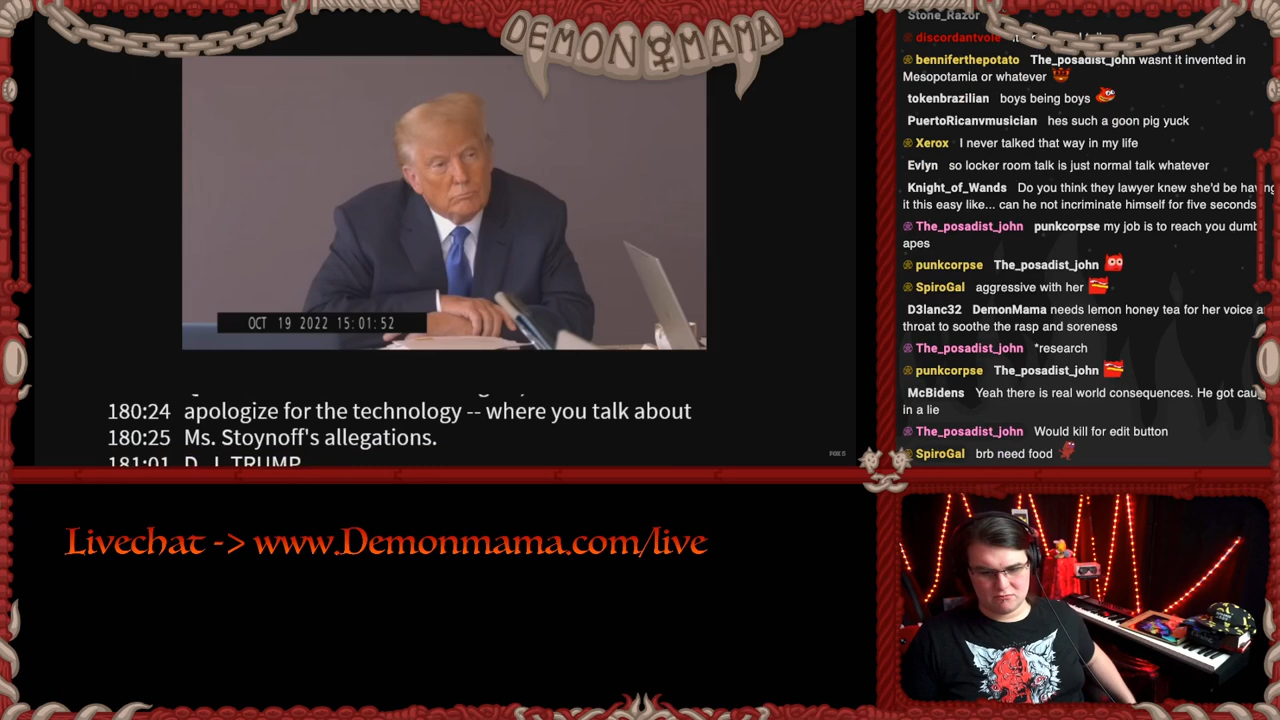 DEMON MAMA
OCT 19 2022 15:01:52
180:24 apologize for the technology -- where you talk about
180:25 Ms. Stoynoff's allegations.
181:01 D. J. TRUMP
FOX 5
Livechat -> www.Demonmama.com/live
Stone_Razor
discordantvole
benniferthepotato The_posadist_john wasnt it invented in
Mesopotamia or whatever
tokenbrazilian boys being boys
PuertoRicanvmusician hes such a goon pig yuck
Xerox I never talked that way in my life
Evlyn so locker room talk is just normal talk whatever
Knight_of_Wands Do you think they lawyer knew she'd be having
it this easy like... can he not incriminate himself for five seconds
The_posadist_john punkcorpse my job is to reach you dumb
apes
punkcorpse The_posadist_john
SpiroGal aggressive with her
D3lanc32 DemonMama needs lemon honey tea for her voice a
throat to soothe the rasp and soreness
The_posadist_john *research
punkcorpse The_posadist_john
McBidens Yeah there is real world consequences. He got cau
in a lie
The_posadist_john Would kill for edit button
SpiroGal brb need food